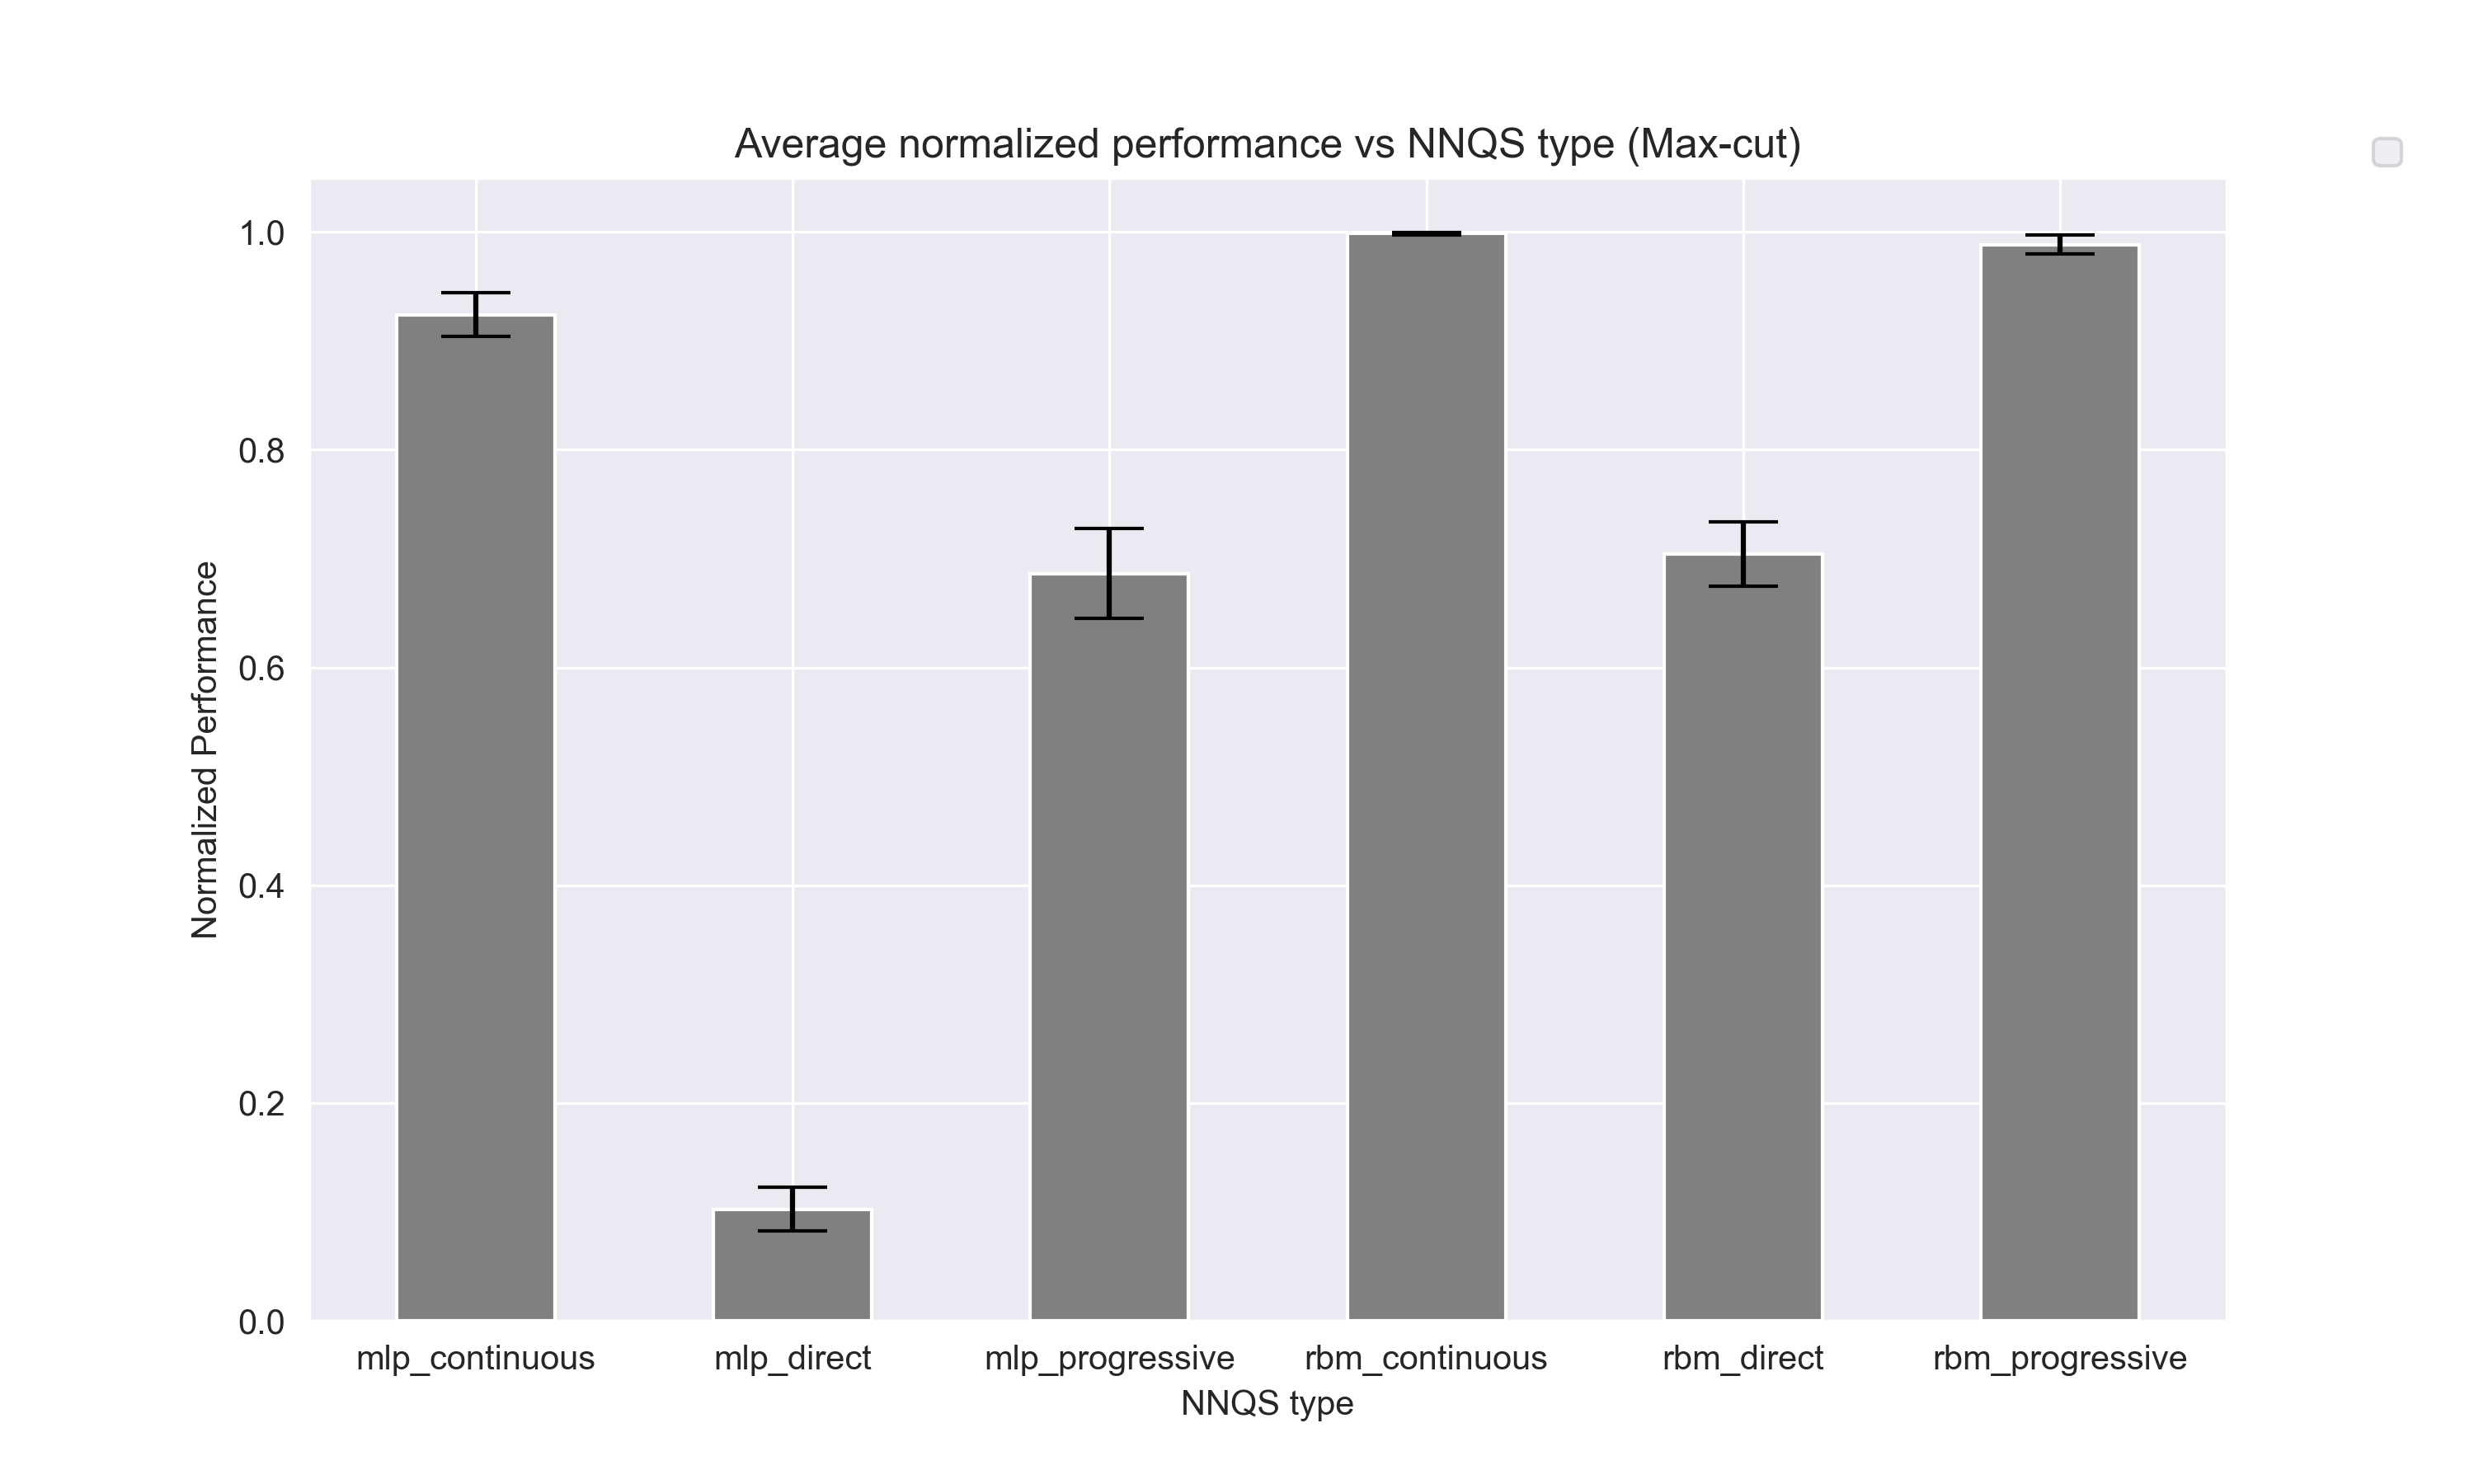 Average normalized performance vs NNQS type (Max-cut)
Normalized Performance
1.0
0.8
0.6
0.4
0.2
0.0
mlp_continuous mlp_direct mlp_progressive rbm_continuous rbm_direct rbm_progressive
NNQS type